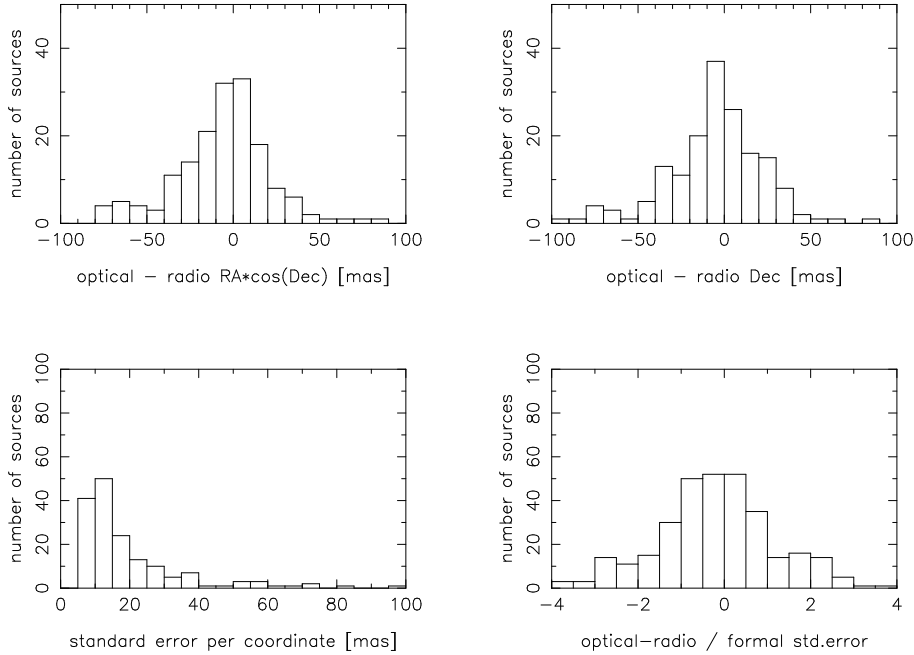 number of sources
0 20 40
−100 −50 0 50 100
optical − radio RA*cos(Dec) [mas]
number of sources
0 20 40
−100 −50 0 50 100
optical − radio Dec [mas]
number of sources
0 20 40 60 80 100
0 20 40 60 80 100
standard error per coordinate [mas]
number of sources
0 20 40 60 80 100
−4 −2 0 2 4
optical−radio / formal std.error